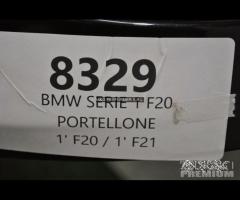 8329
BMW SERIE 1 F20
PORTELLONE
1' F20 / 1' F21
PREMIUM